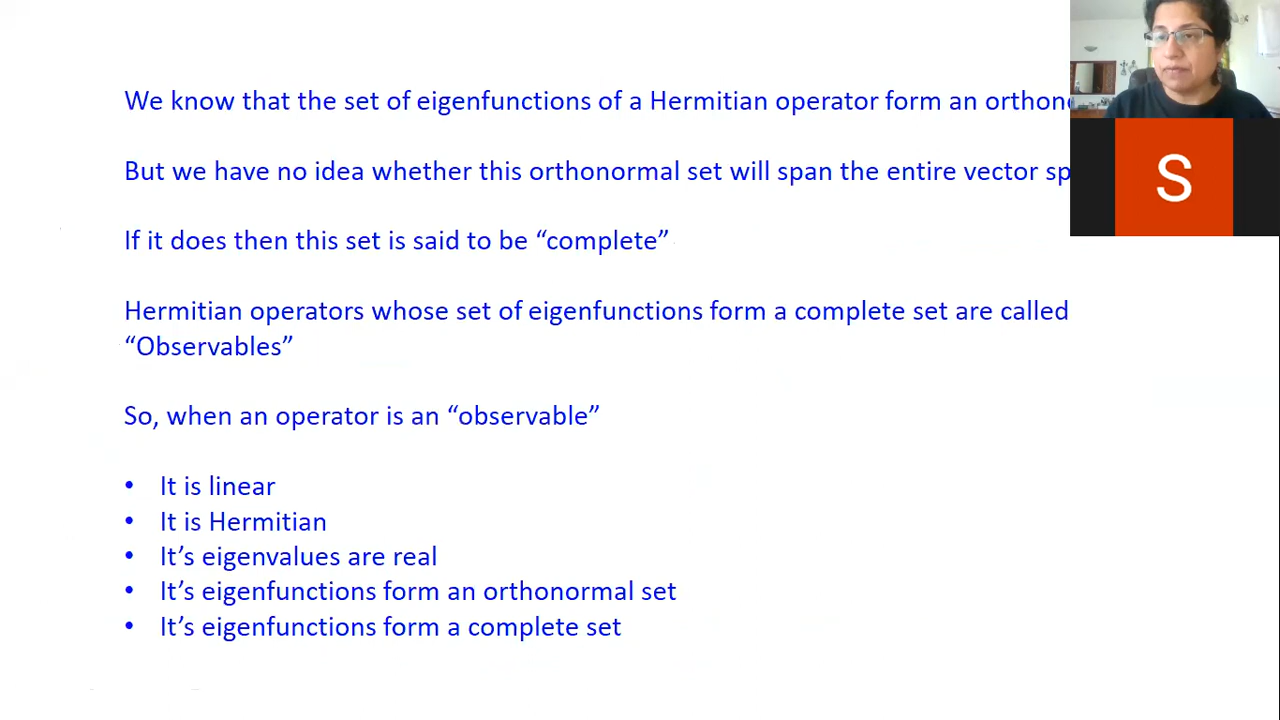 We know that the set of eigenfunctions of a Hermitian operator form an
But we have no idea whether this orthonormal set will span the entire vector
If it does then this set is said to be “complete”
Hermitian operators whose set of eigenfunctions form a complete set are called
“Observables”
So, when an operator is an “observable”
• It is linear
• It is Hermitian
• It’s eigenvalues are real
• It’s eigenfunctions form an orthonormal set
• It’s eigenfunctions form a complete set
S